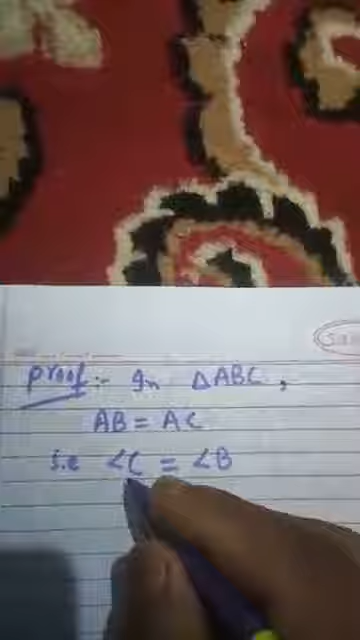 Proof:- In ΔABC,
AB = AC
i.e ∠C = ∠B